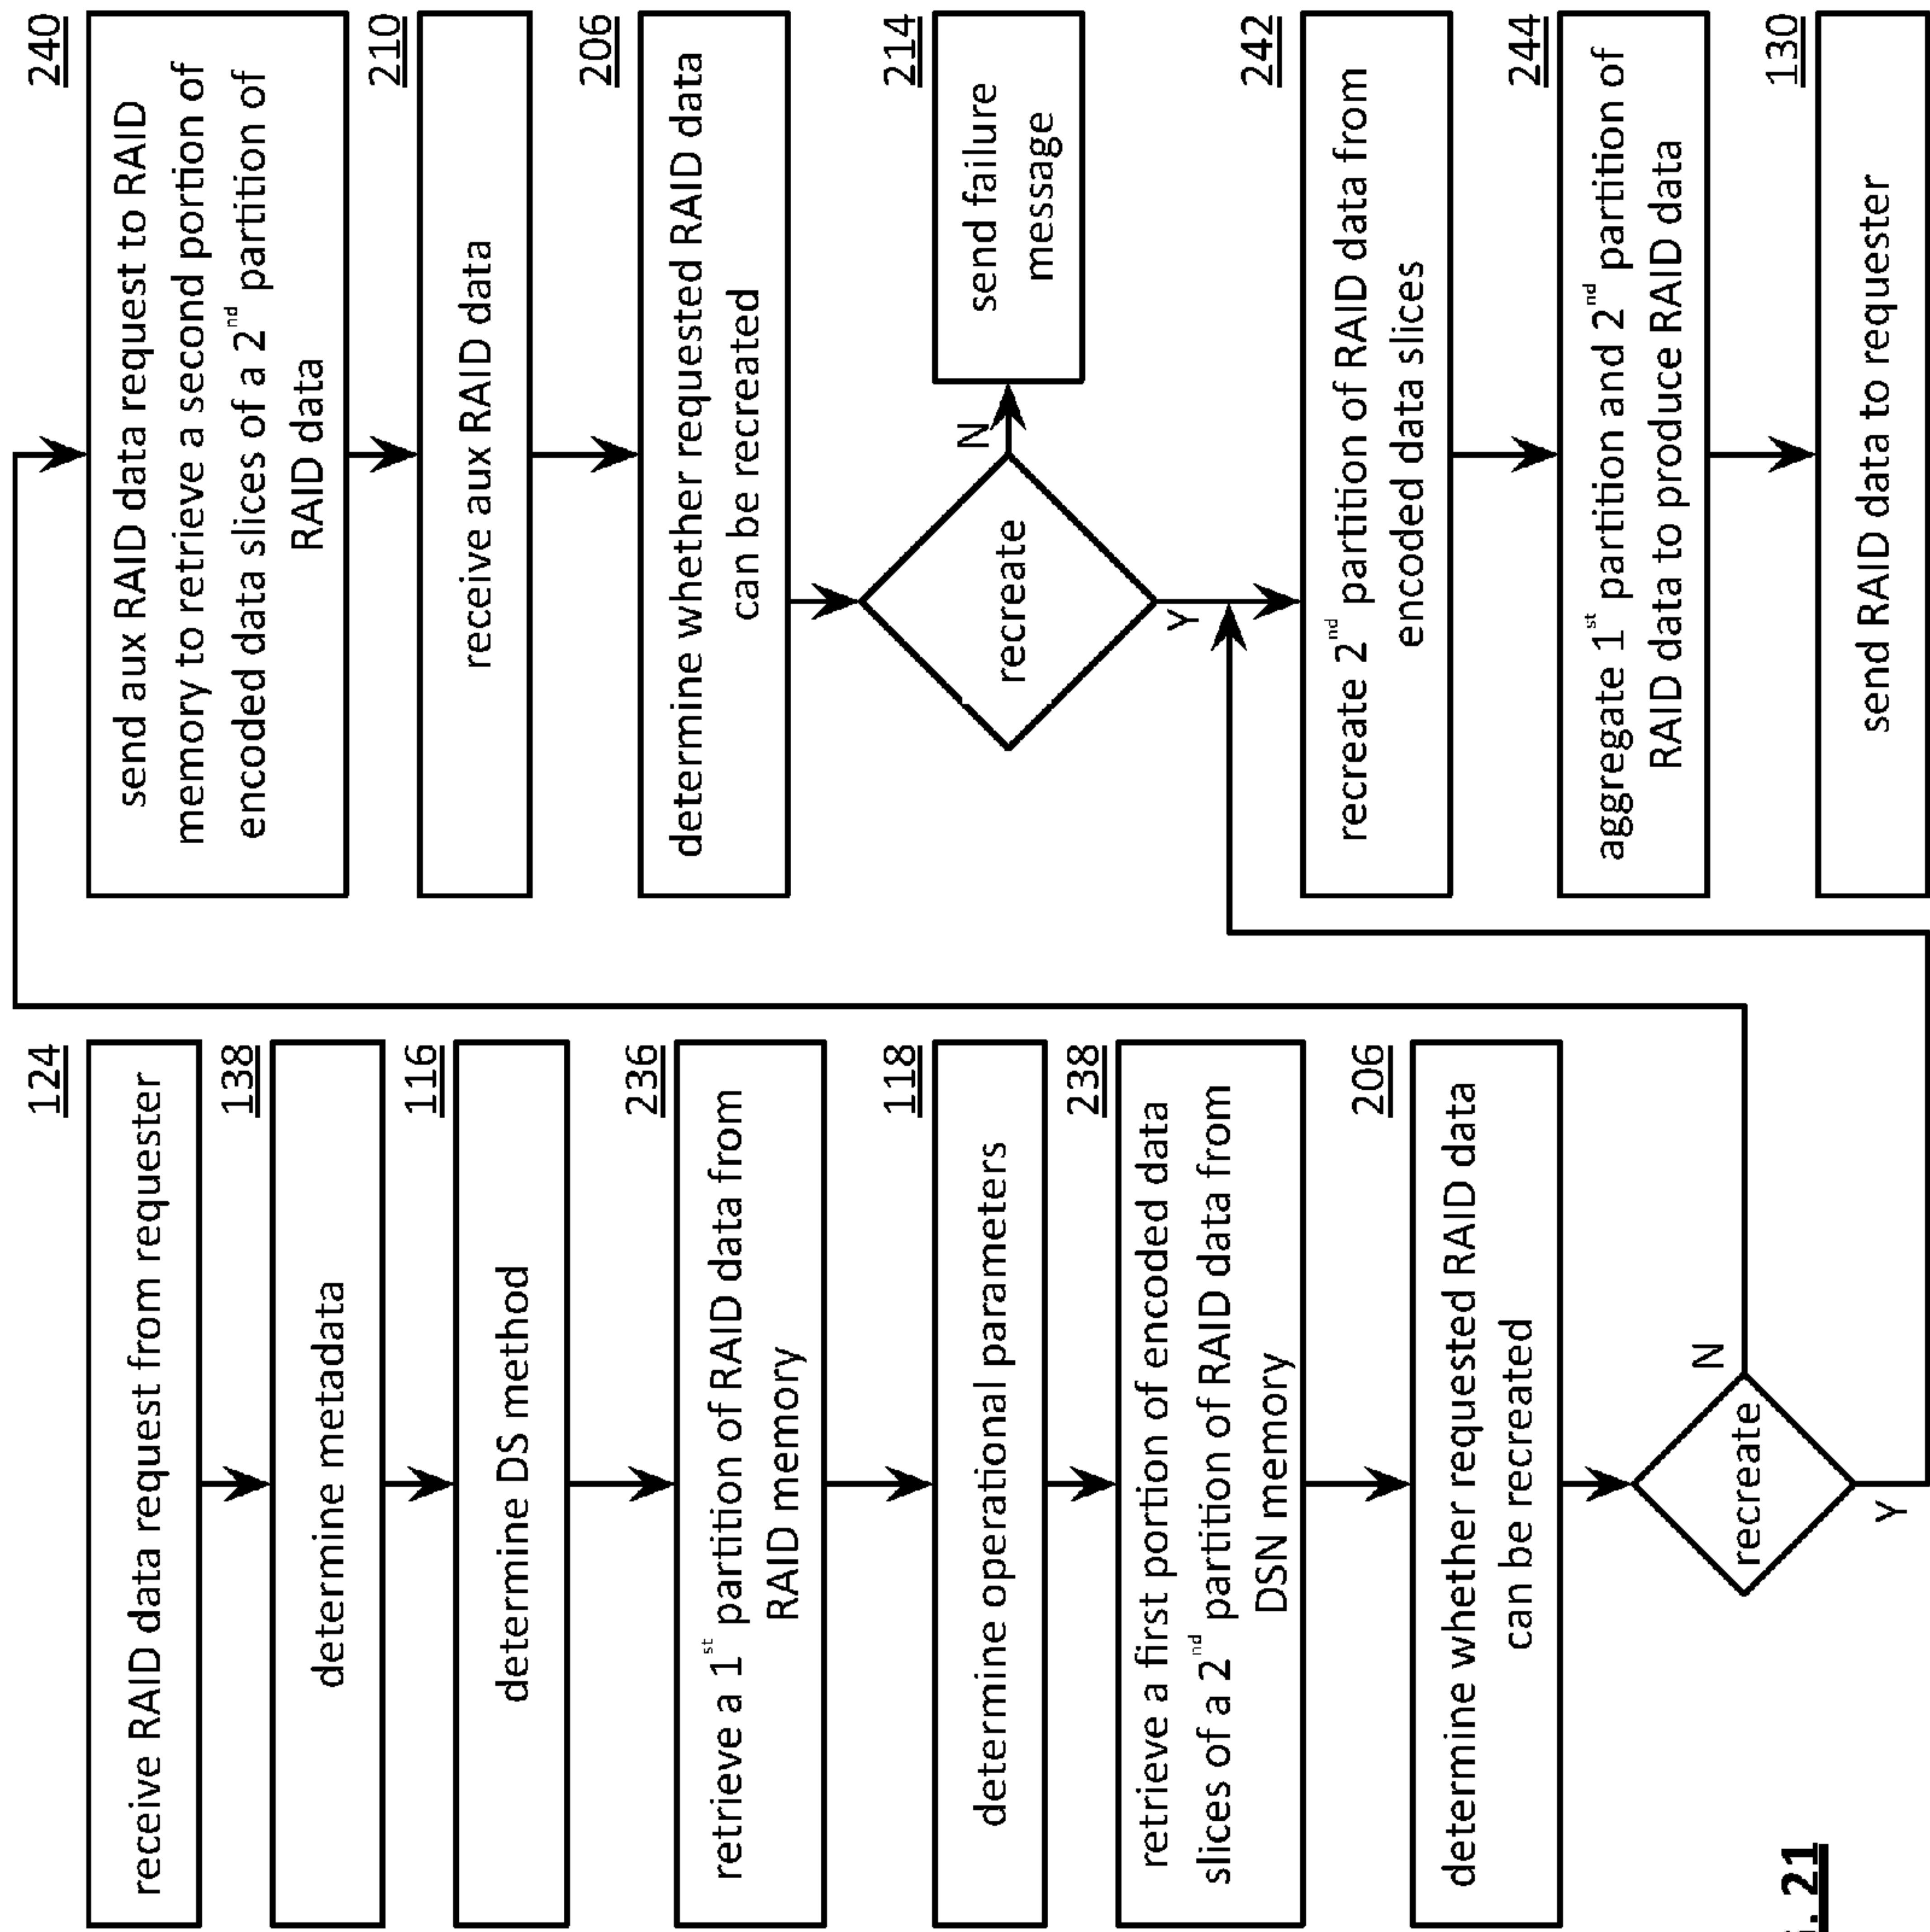 124
receive RAID data request from requester
138
determine metadata
116
determine DS method
236
retrieve a 1st partition of RAID data from
RAID memory
118
determine operational parameters
238
retrieve a first portion of encoded data
slices of a 2nd partition of RAID data from
DSN memory
206
determine whether requested RAID data
can be recreated
recreate
N
Y
240
send aux RAID data request to RAID
memory to retrieve a second portion of
encoded data slices of a 2nd partition of
RAID data
210
receive aux RAID data
206
determine whether requested RAID data
can be recreated
recreate
N
214
send failure
message
Y
242
recreate 2nd partition of RAID data from
encoded data slices
244
aggregate 1st partition and 2nd partition of
RAID data to produce RAID data
130
send RAID data to requester
. 21